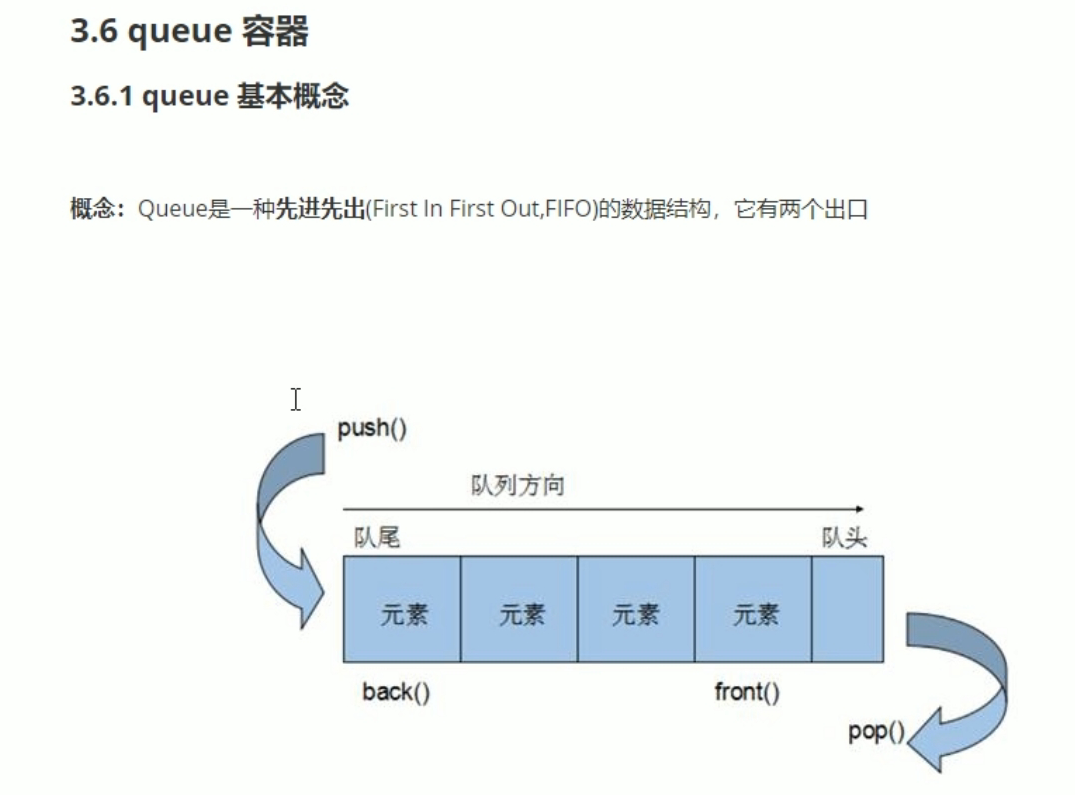 3.6 queue 容器
3.6.1 queue 基本概念
概念：Queue是一种先进先出(First In First Out,FIFO)的数据结构，它有两个出口
push()
队列方向
队尾
队头
元素
元素
元素
元素
back()
front()
pop()